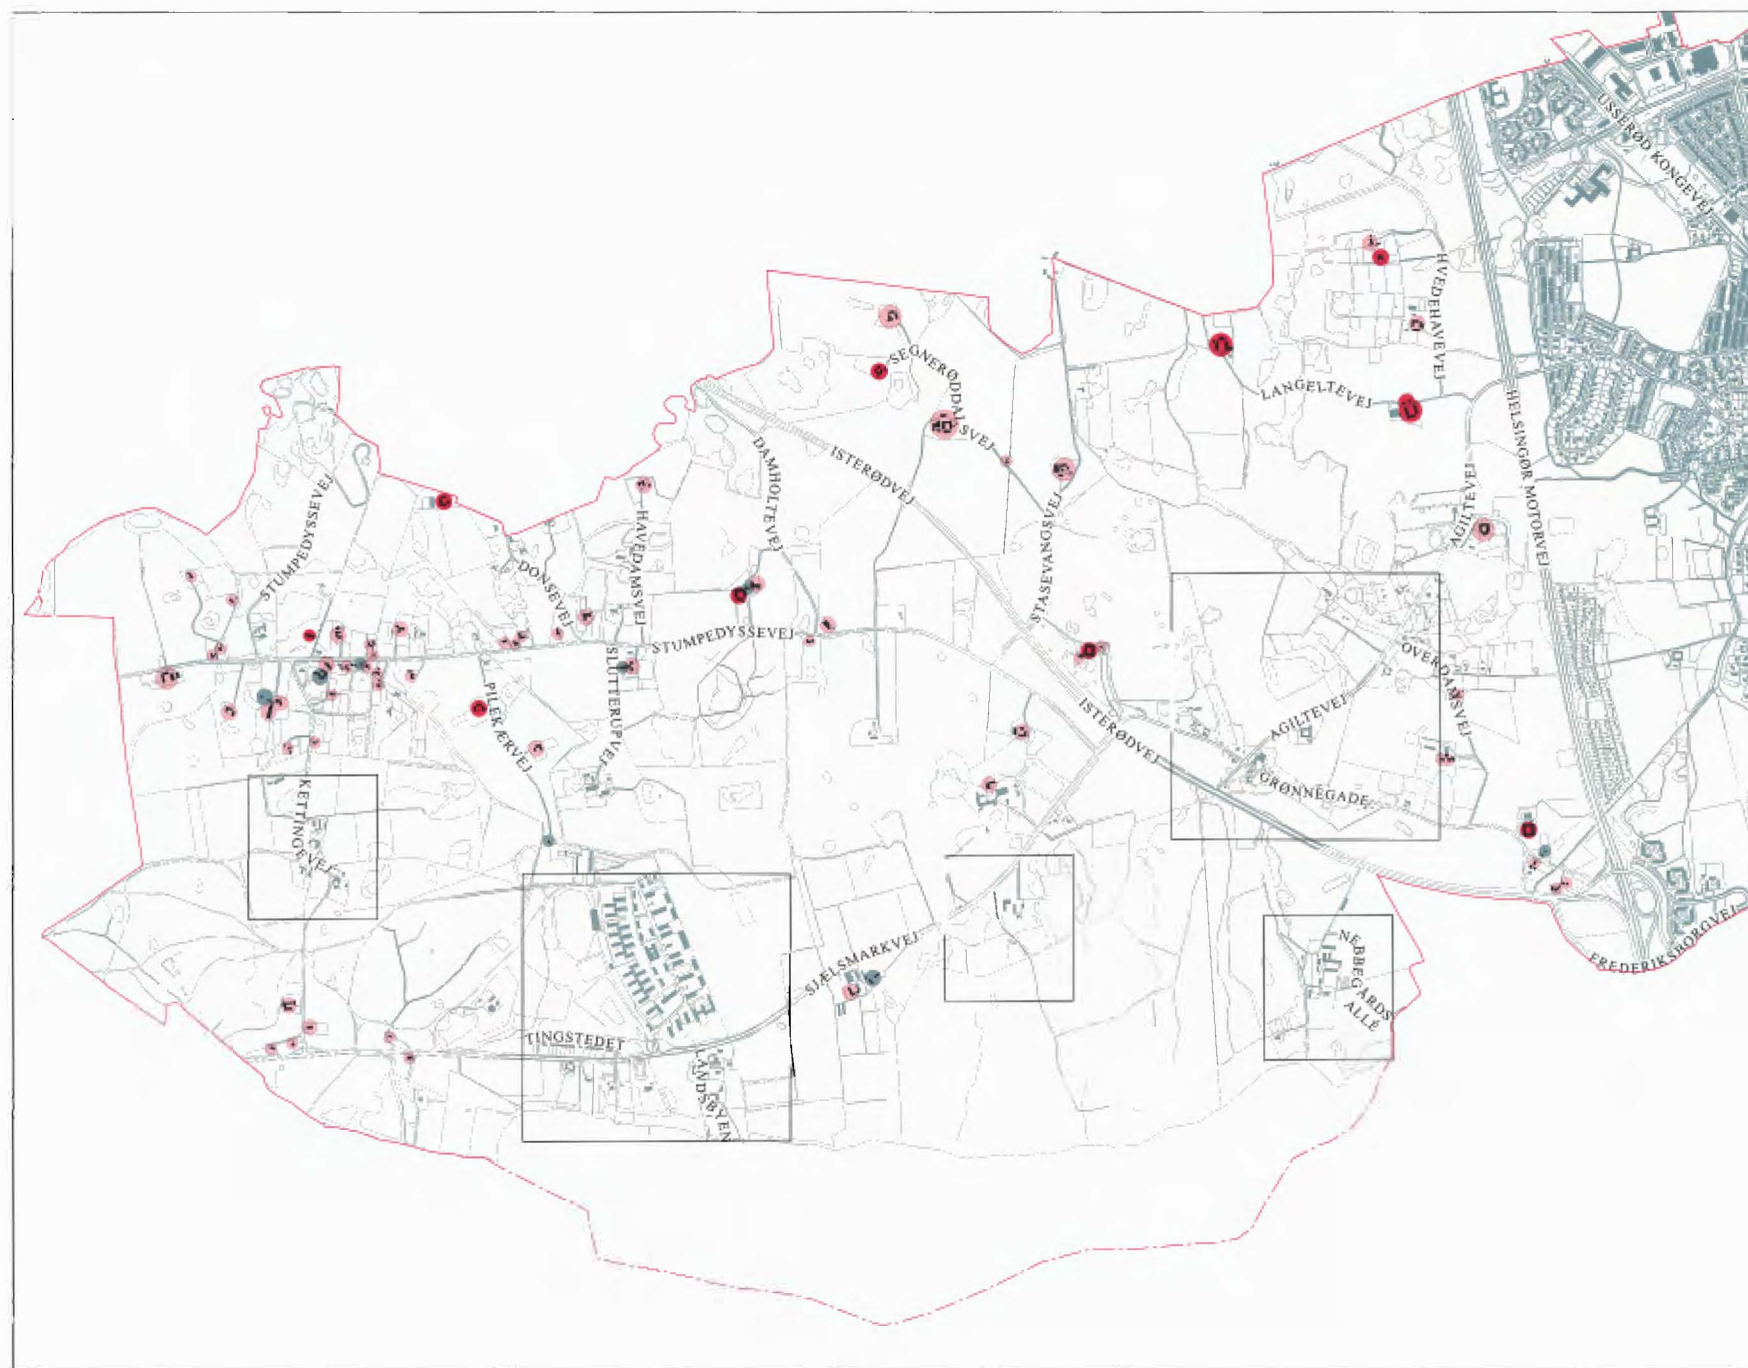 USSERØD KONGEVEJ
HVEDEHAVEVEJ
SEGNERØDDALSVEJ
LANGELTEVEJ
HELSINGØR MOTORVEJ
DAMHOLTEVEJ
ISTERØDVEJ
AGILTEVEJ
STUMPEDYSSEVEJ
DONSEVEJ
HAVEDAMSVEJ
STASEVANGSVEJ
STUMPEDYSSEVEJ
OVERDAMSVEJ
SLUTTERUPVEJ
PILEKÆRVEJ
ISTERØDVEJ
AGILTEVEJ
GRØNNEGADE
KETTINGEVEJ
SJÆLSMARKVEJ
NEBBEGÅRDS
ALLÉ
FREDERIKSBORGVEJ
TINGSTEDET
LANDSBYEN